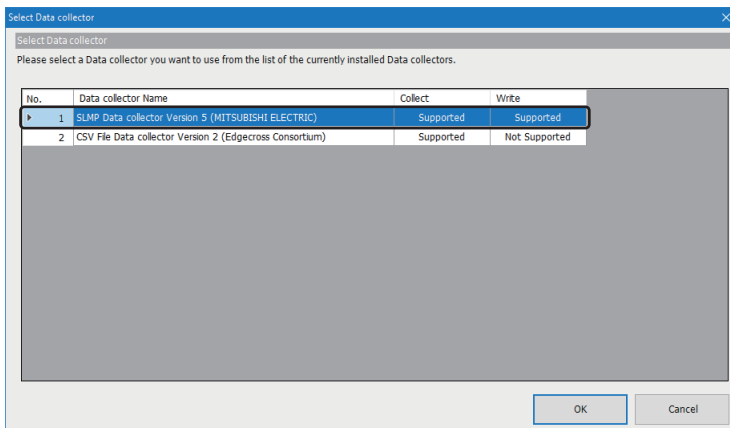 Select Data collector
Select Data collector
Please select a Data collector you want to use from the list of the currently installed Data collectors.
No. Data collector Name Collect Write
1 SLMP Data collector Version 5 (MITSUBISHI ELECTRIC) Supported Supported
2 CSV File Data collector Version 2 (Edgecross Consortium) Supported Not Supported
OK Cancel